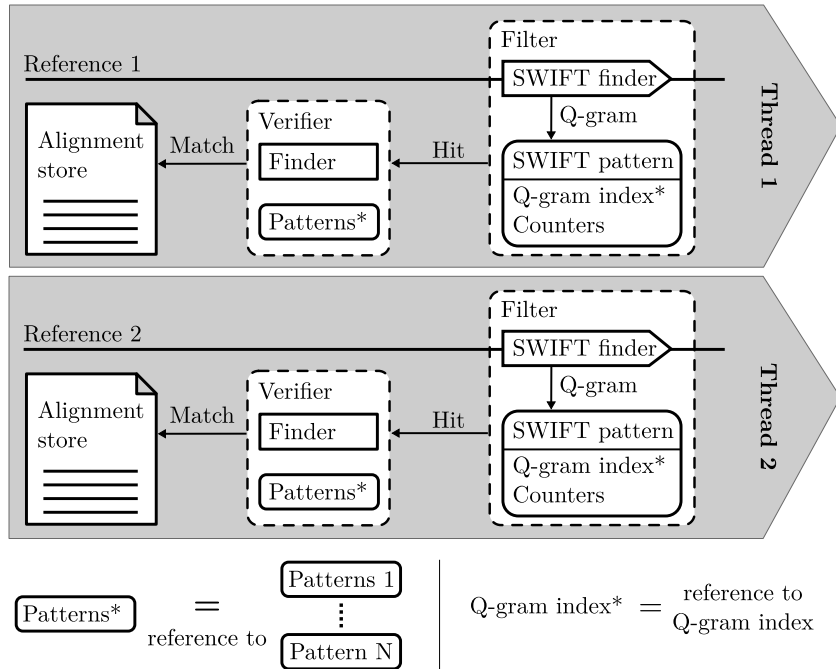 Filter
Reference 1
SWIFT finder
Q-gram
Alignment
store
Match
Verifier
Finder
Patterns*
Hit
SWIFT pattern
Q-gram index*
Counters
Thread 1
Filter
Reference 2
SWIFT finder
Q-gram
Alignment
store
Match
Verifier
Finder
Patterns*
Hit
SWIFT pattern
Q-gram index*
Counters
Thread 2
Patterns*
=
reference to
Patterns 1
Pattern N
Q-gram index* = reference to
Q-gram index